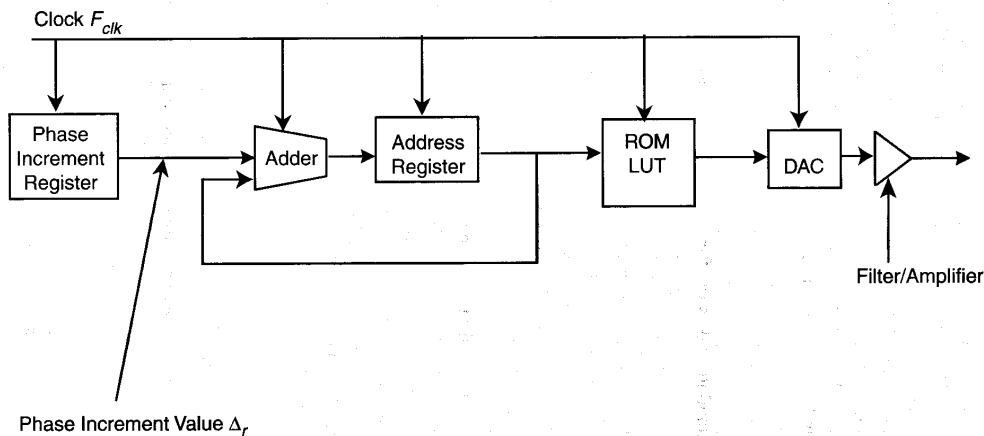 Clock F_clk
Phase
Increment
Register
Adder
Address
Register
ROM
LUT
DAC
Filter/Amplifier
Phase Increment Value Δ_r